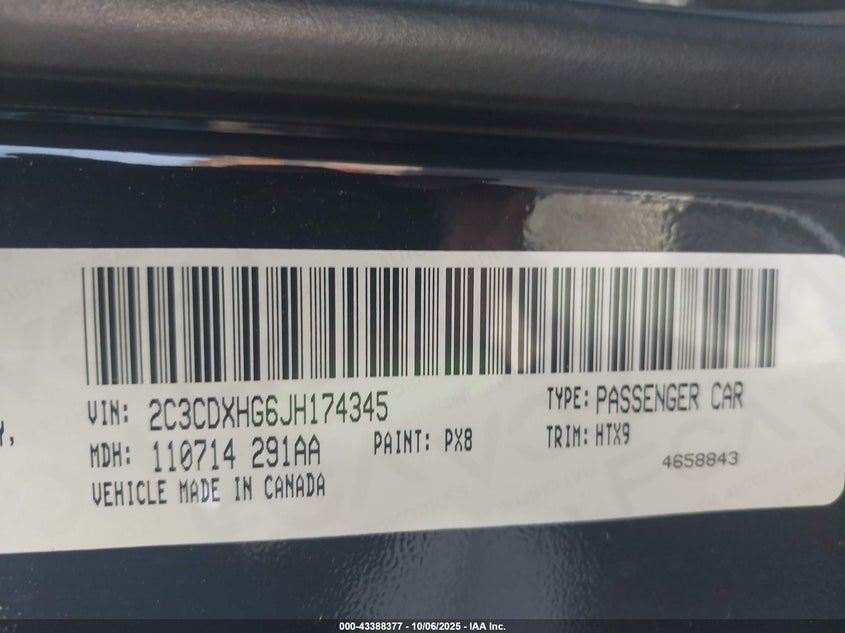 VIN: 2C3CDXHG6JH174345
TYPE: PASSENGER CAR
Y,
MDH: 110714 291AA
PAINT: PX8
TRIM: HTX9
4658843
VEHICLE MADE IN CANADA
000-43388377 - 10/06/2025 - IAA Inc.